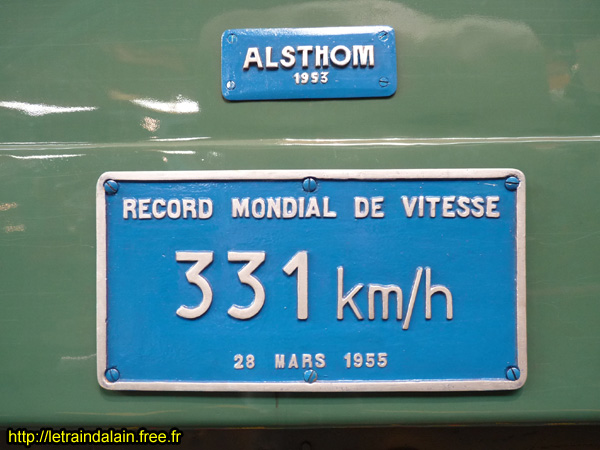 ALSTHOM
1953
RECORD MONDIAL DE VITESSE
331 km/h
28 MARS 1955
http://letraindalain.free.fr